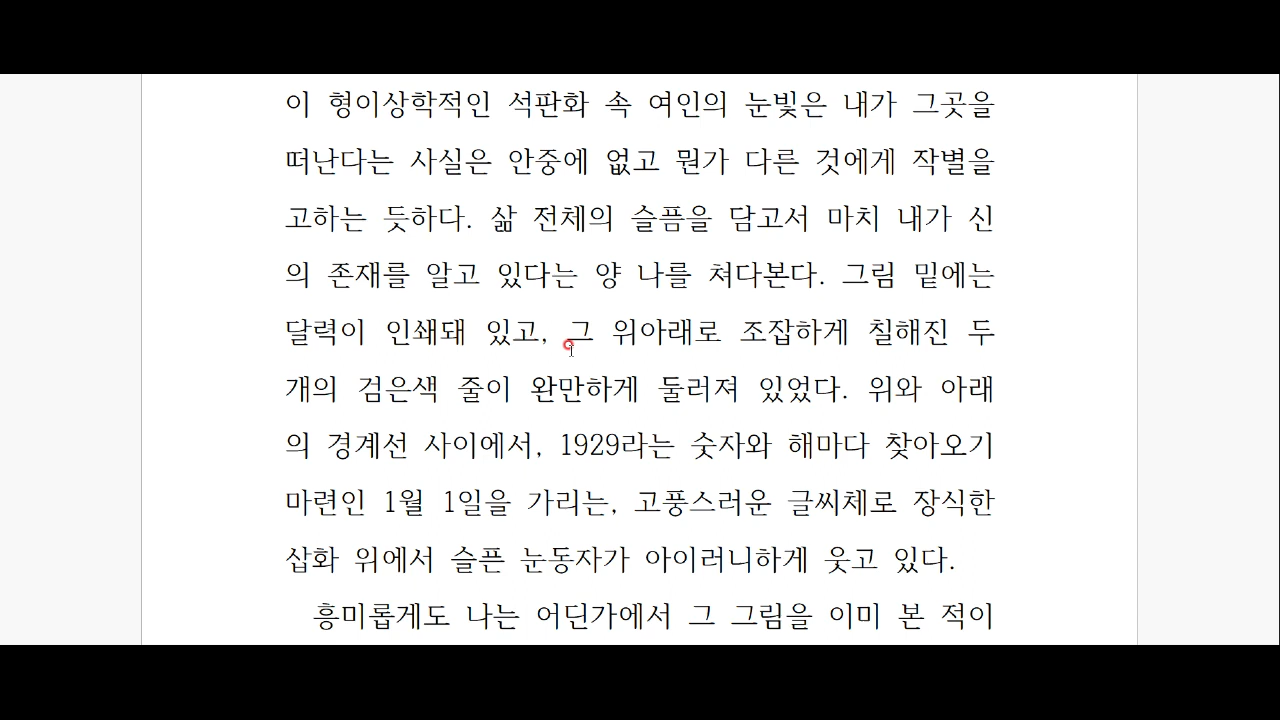 이 형이상학적인 석판화 속 여인의 눈빛은 내가 그곳을
떠난다는 사실은 안중에 없고 뭔가 다른 것에게 작별을
고하는 듯하다. 삶 전체의 슬픔을 담고서 마치 내가 신
의 존재를 알고 있다는 양 나를 쳐다본다. 그림 밑에는
달력이 인쇄돼 있고, 그 위아래로 조잡하게 칠해진 두
개의 검은색 줄이 완만하게 둘러져 있었다. 위와 아래
의 경계선 사이에서, 1929라는 숫자와 해마다 찾아오기
마련인 1월 1일을 가리는, 고풍스러운 글씨체로 장식한
삽화 위에서 슬픈 눈동자가 아이러니하게 웃고 있다.
흥미롭게도 나는 어딘가에서 그 그림을 이미 본 적이